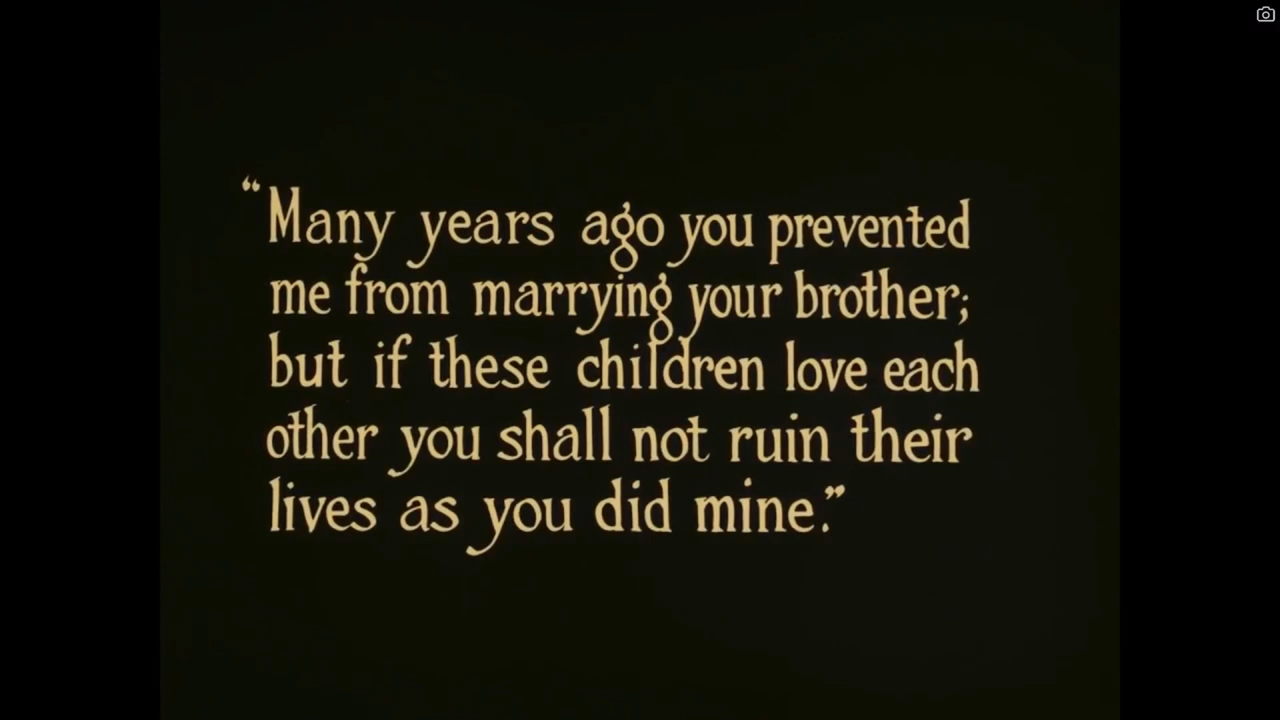 “Many years ago you prevented
me from marrying your brother;
but if these children love each
other you shall not ruin their
lives as you did mine.”